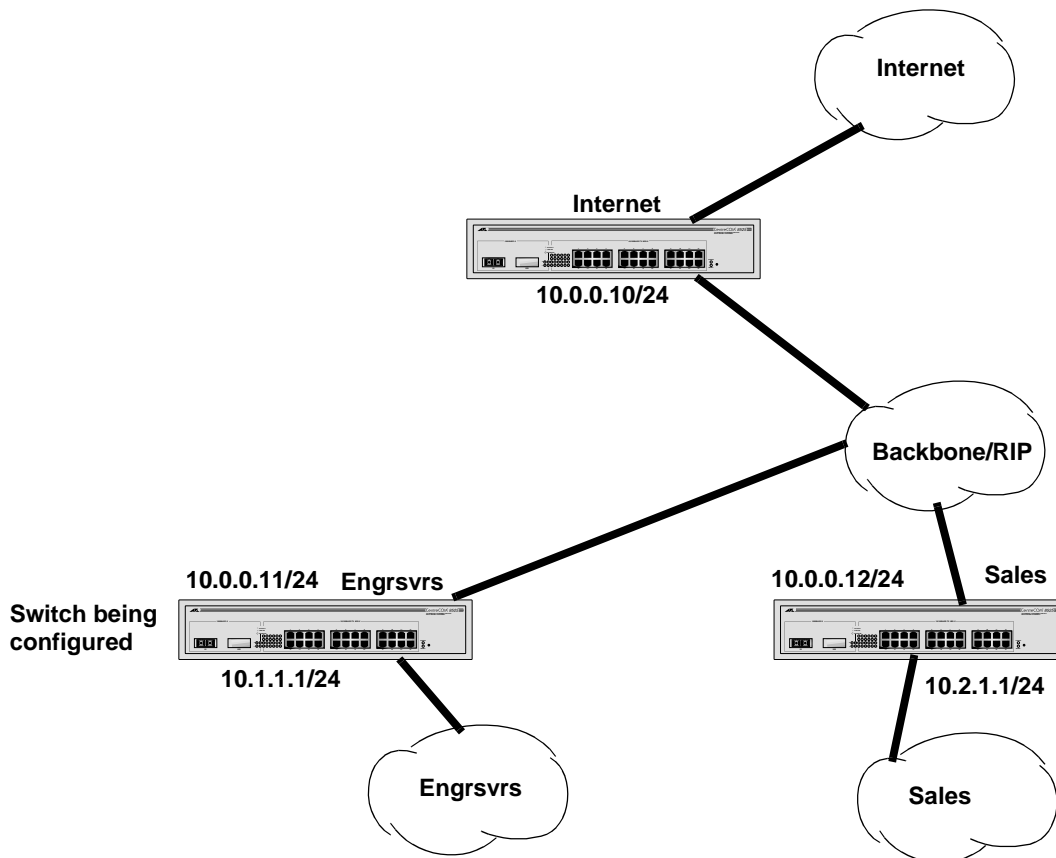 Internet
Internet
10.0.0.10/24
Backbone/RIP
10.0.0.11/24
Engrsvrs
10.0.0.12/24
Sales
Switch being
configured
10.1.1.1/24
10.2.1.1/24
Engrsvrs
Sales